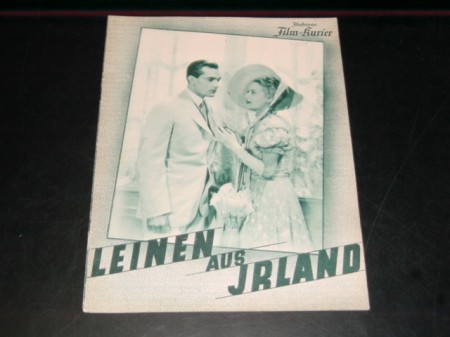 Illustrierter
Film-Kurier
LEINEN
AUS
JRLAND